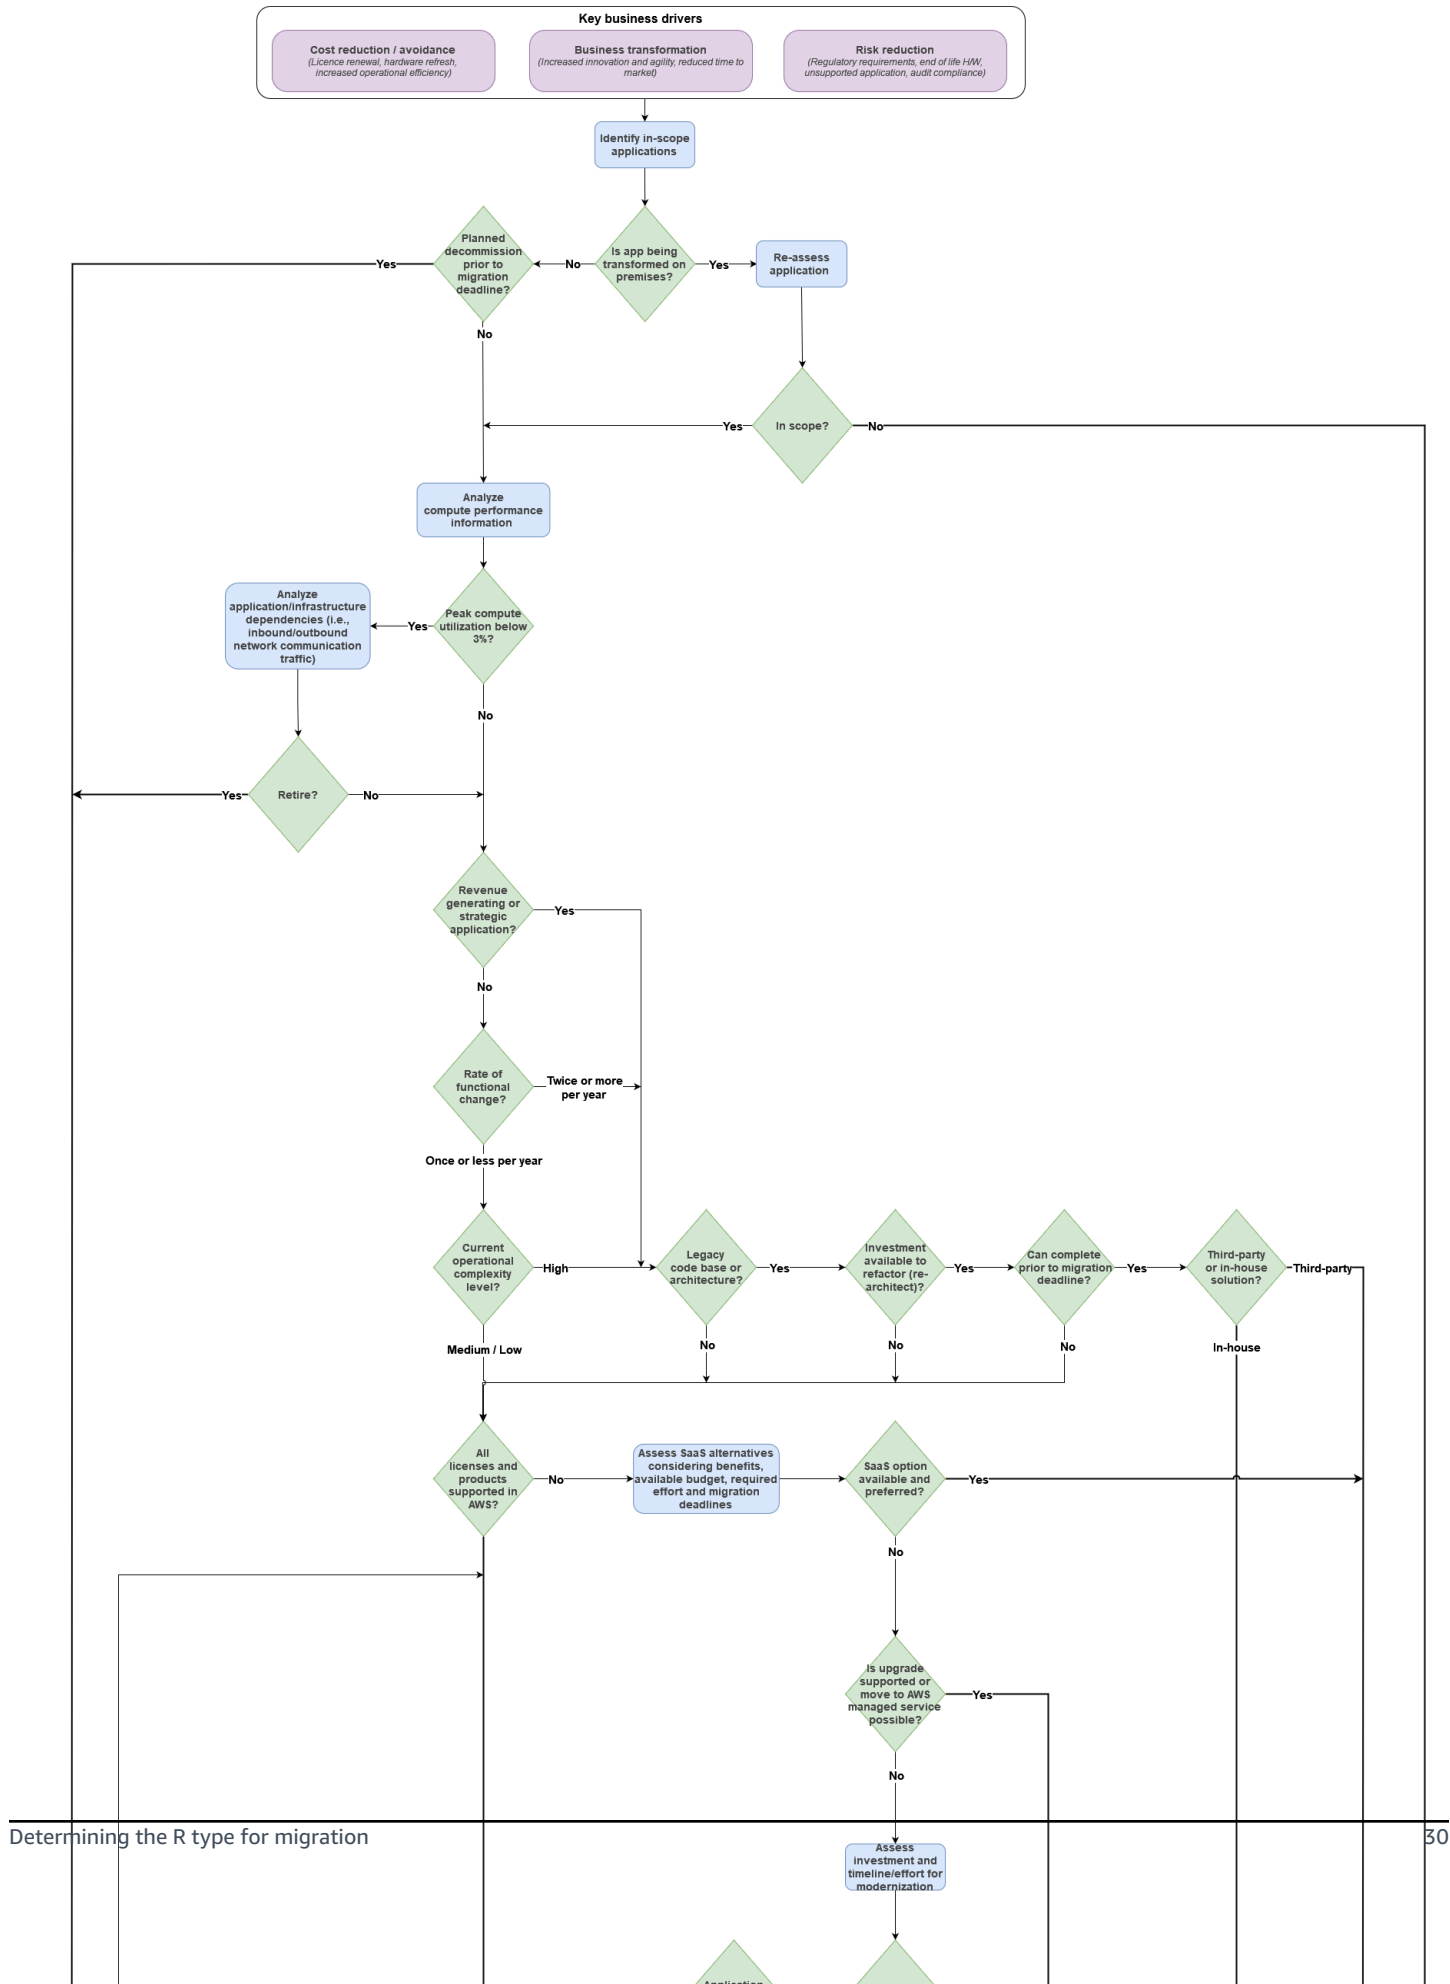 Key business drivers
Cost reduction / avoidance
(Licence renewal, hardware refresh,
increased operational efficiency)
Business transformation
(Increased innovation and agility, reduced time to
market)
Risk reduction
(Regulatory requirements, end of life H/W,
unsupported application, audit compliance)
Identify in-scope
applications
Planned
decommission
prior to
migration
deadline?
Is app being
transformed on
premises?
Re-assess
application
Yes
No
Yes
No
In scope?
Yes
No
Analyze
compute performance
information
Analyze
application/infrastructure
dependencies (i.e.,
inbound/outbound
network communication
traffic)
Yes
Peak compute
utilization below
3%?
No
Yes
Retire?
No
Revenue
generating or
strategic
application?
Yes
No
Rate of
functional
change?
Twice or more
per year
Once or less per year
Current
operational
complexity
level?
High
Legacy
code base or
architecture?
Yes
Investment
available to
refactor (re-
architect)?
Yes
Can complete
prior to migration
deadline?
Yes
Third-party
or in-house
solution?
Third-party
Medium / Low
No
No
No
In-house
All
licenses and
products
supported in
AWS?
No
Assess SaaS alternatives
considering benefits,
available budget, required
effort and migration
deadlines
SaaS option
available and
preferred?
Yes
No
Is upgrade
supported or
move to AWS
managed service
possible?
Yes
No
Determining the R type for migration
30
Assess
investment and
timeline/effort for
modernization
Application